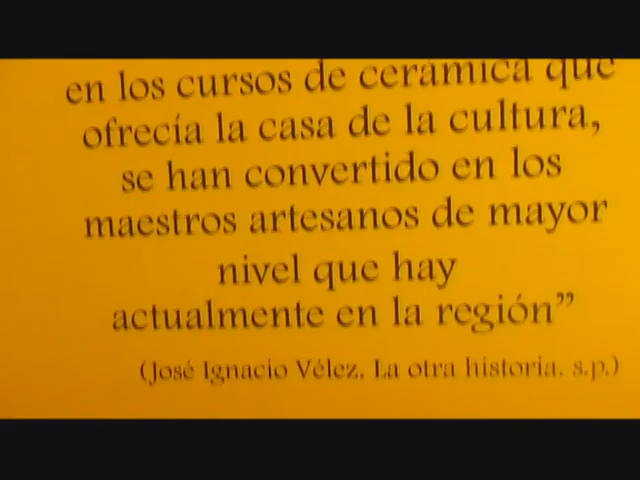 en los cursos de cerámica que
ofrecía la casa de la cultura,
se han convertido en los
maestros artesanos de mayor
nivel que hay
actualmente en la región”
(José Ignacio Vélez. La otra historia. s.p.)